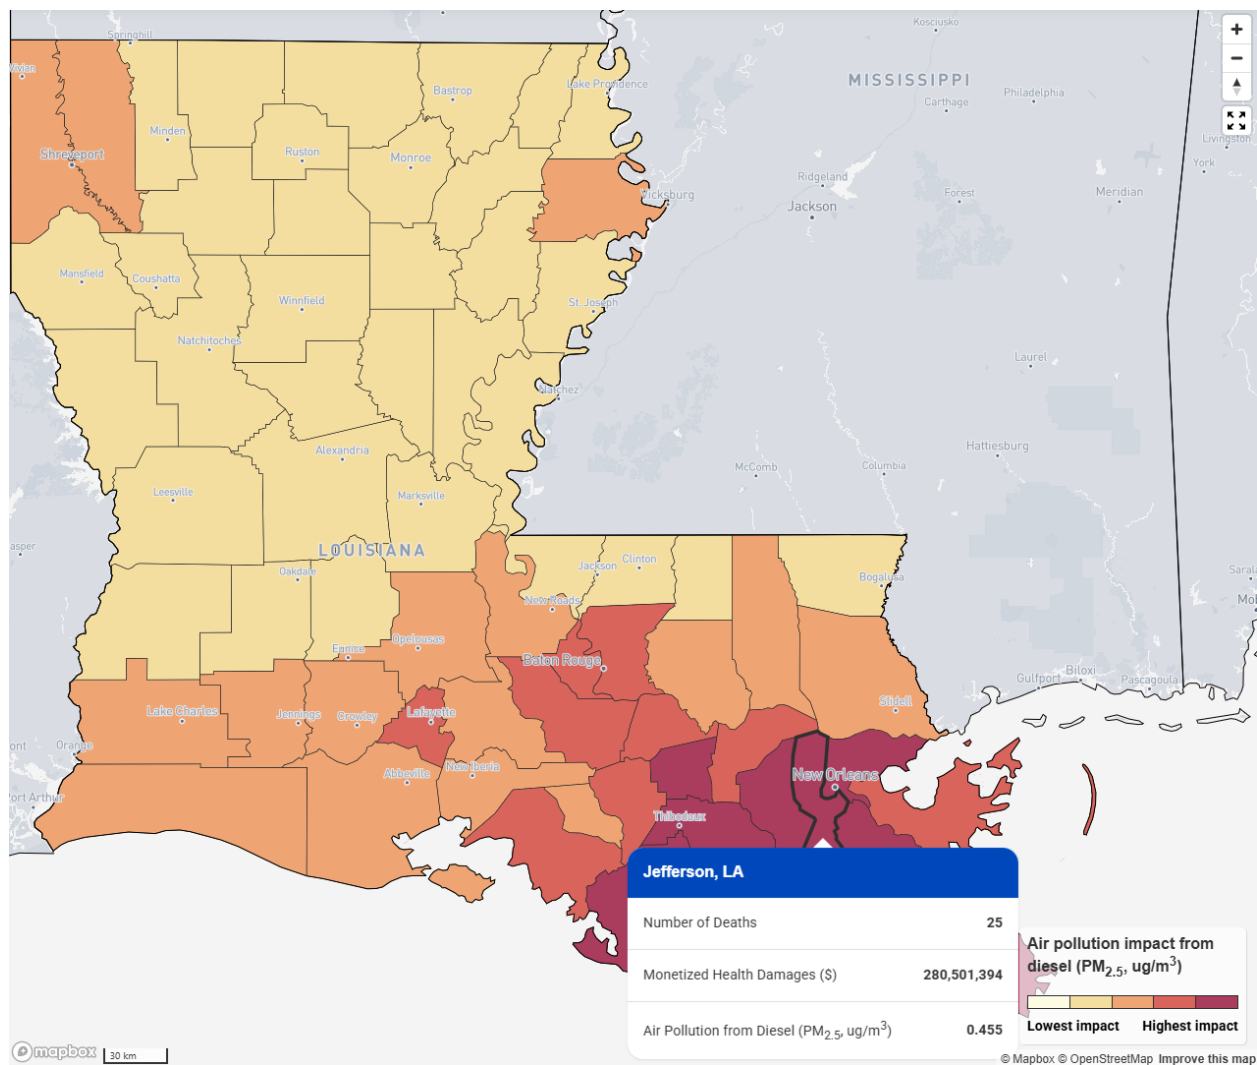 Springhill
Kosciusko
Vivian
Lake Providence
MISSISSIPPI
Bastrop
Philadelphia
Carthage
Minden
Livingston
Ruston
Monroe
Shreveport
York
Ridgeland
Vicksburg
Forest
Meridian
Jackson
Mansfield
Coushatta
Winnfield
St. Joseph
Natchitoches
Laurel
Natchez
Hattiesburg
Alexandria
McComb
Columbia
Leesville
Marksville
asper
LOUISIANA
Clinton
Jackson
Oakdale
Bogalusa
Saral
New Roads
Mo
Opelousas
Eunice
Baton Rouge
Biloxi
Gulfport
Pascagoula
Slidell
Lake Charles
Jennings
Crowley
Lafayette
ont
Orange
Abbeville
New Iberia
New Orleans
Port Arthur
Thibodaux
Jefferson, LA
Number of Deaths 25
Monetized Health Damages ($) 280,501,394
Air Pollution from Diesel (PM2.5, ug/m3) 0.455
Air pollution impact from
diesel (PM2.5, ug/m3)
Lowest impact Highest impact
mapbox
30 km
© Mapbox © OpenStreetMap Improve this map